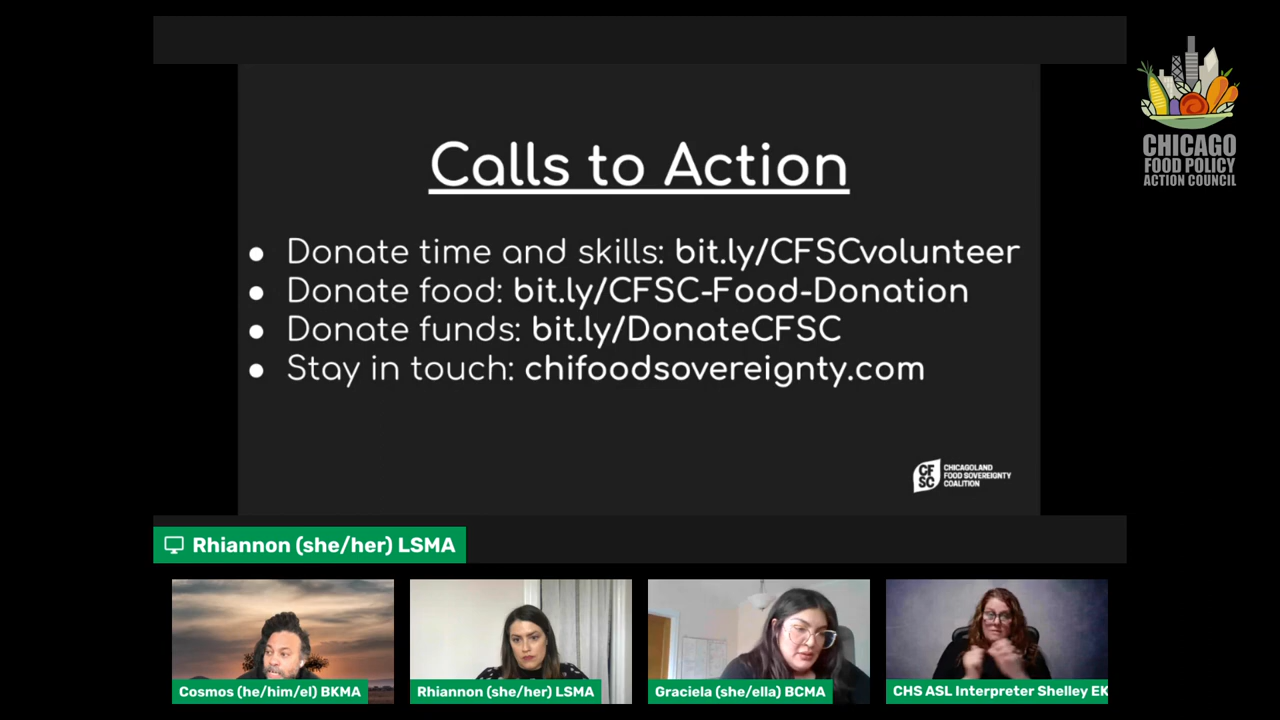 CHICAGO
FOOD POLICY
ACTION COUNCIL
Calls to Action
● Donate time and skills: bit.ly/CFSCvolunteer
● Donate food: bit.ly/CFSC-Food-Donation
● Donate funds: bit.ly/DonateCFSC
● Stay in touch: chifoodsovereignty.com
CF
SC
CHICAGOLAND
FOOD SOVEREIGNTY
COALITION
Rhiannon (she/her) LSMA
Cosmos (he/him/el) BKMA
Rhiannon (she/her) LSMA
Graciela (she/ella) BCMA
CHS ASL Interpreter Shelley EK